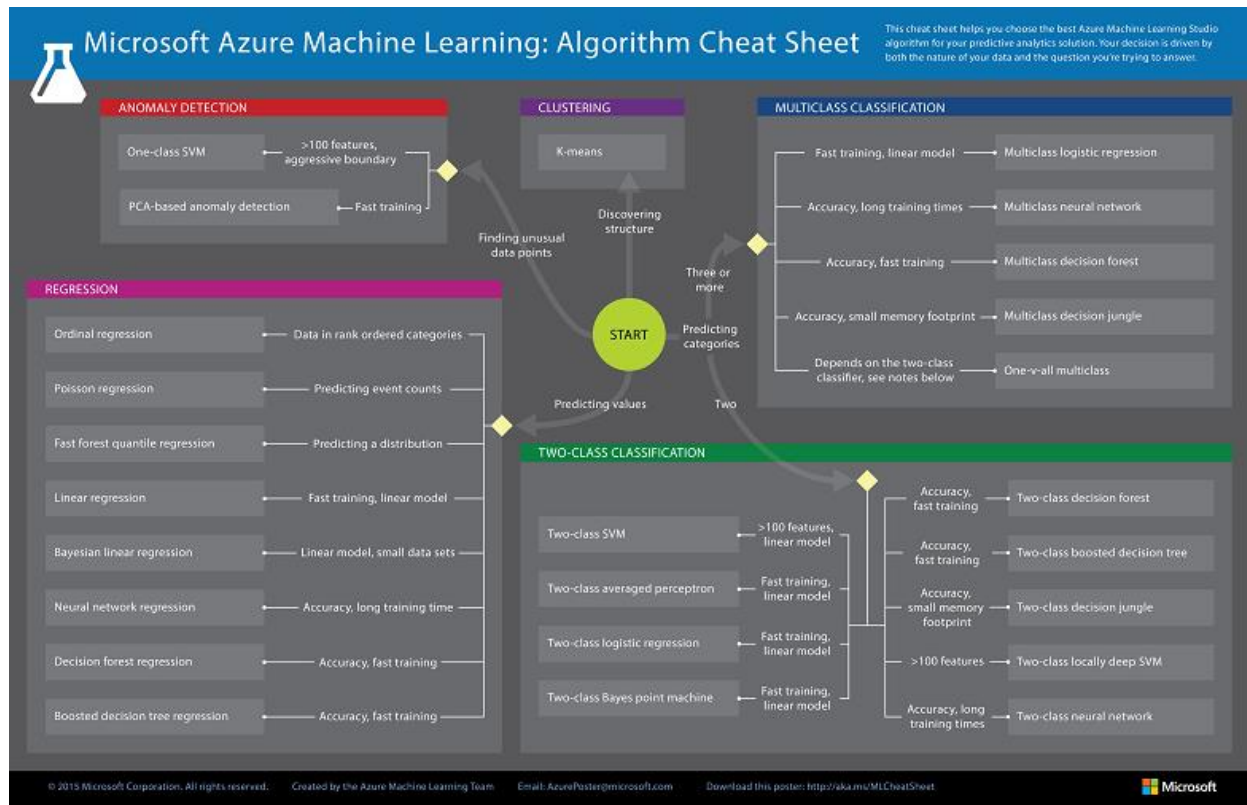 Microsoft Azure Machine Learning: Algorithm Cheat Sheet
This cheat sheet helps you choose the best Azure Machine Learning Studio
algorithm for your predictive analytics solution. Your decision is driven by
both the nature of your data and the question you're trying to answer.
ANOMALY DETECTION
One-class SVM
>100 features,
aggressive boundary
PCA-based anomaly detection
Fast training
CLUSTERING
K-means
MULTICLASS CLASSIFICATION
Fast training, linear model
Multiclass logistic regression
Accuracy, long training times
Multiclass neural network
Accuracy, fast training
Multiclass decision forest
Accuracy, small memory footprint
Multiclass decision jungle
Depends on the two-class
classifier, see notes below
One-v-all multiclass
Finding unusual
data points
Discovering
structure
Three or
more
START
Predicting
categories
Predicting values
Two
REGRESSION
Ordinal regression
Data in rank ordered categories
Poisson regression
Predicting event counts
Fast forest quantile regression
Predicting a distribution
Linear regression
Fast training, linear model
Bayesian linear regression
Linear model, small data sets
Neural network regression
Accuracy, long training time
Decision forest regression
Accuracy, fast training
Boosted decision tree regression
Accuracy, fast training
TWO-CLASS CLASSIFICATION
Two-class SVM
>100 features,
linear model
Two-class averaged perceptron
Fast training,
linear model
Two-class logistic regression
Fast training,
linear model
Two-class Bayes point machine
Fast training,
linear model
Accuracy,
fast training
Two-class decision forest
Accuracy,
fast training
Two-class boosted decision tree
Accuracy,
small memory
footprint
Two-class decision jungle
>100 features
Two-class locally deep SVM
Accuracy, long
training times
Two-class neural network
© 2015 Microsoft Corporation. All rights reserved.
Created by the Azure Machine Learning Team
Email: AzurePoster@microsoft.com
Download this poster: http://aka.ms/MLCheatSheet
Microsoft